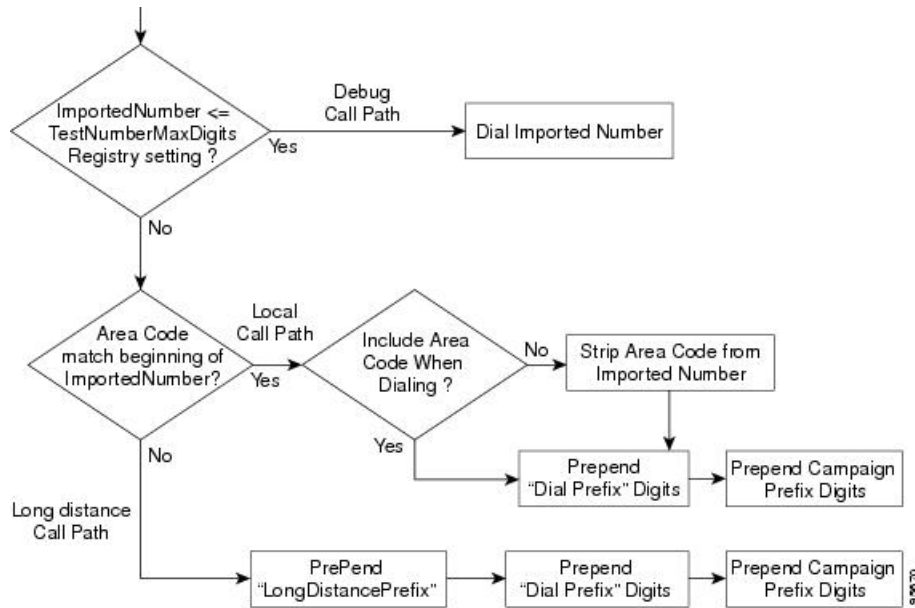 ImportedNumber <=
TestNumberMaxDigits
Registry setting ?
Debug
Call Path
Yes
Dial Imported Number
No
Area Code
match beginning of
ImportedNumber?
Local
Call Path
Yes
Include Area
Code When
Dialing ?
No
Strip Area Code from
Imported Number
Yes
Prepend
“Dial Prefix” Digits
Prepend Campaign
Prefix Digits
No
Long distance
Call Path
PrePend
“LongDistancePrefix”
Prepend
“Dial Prefix” Digits
Prepend Campaign
Prefix Digits